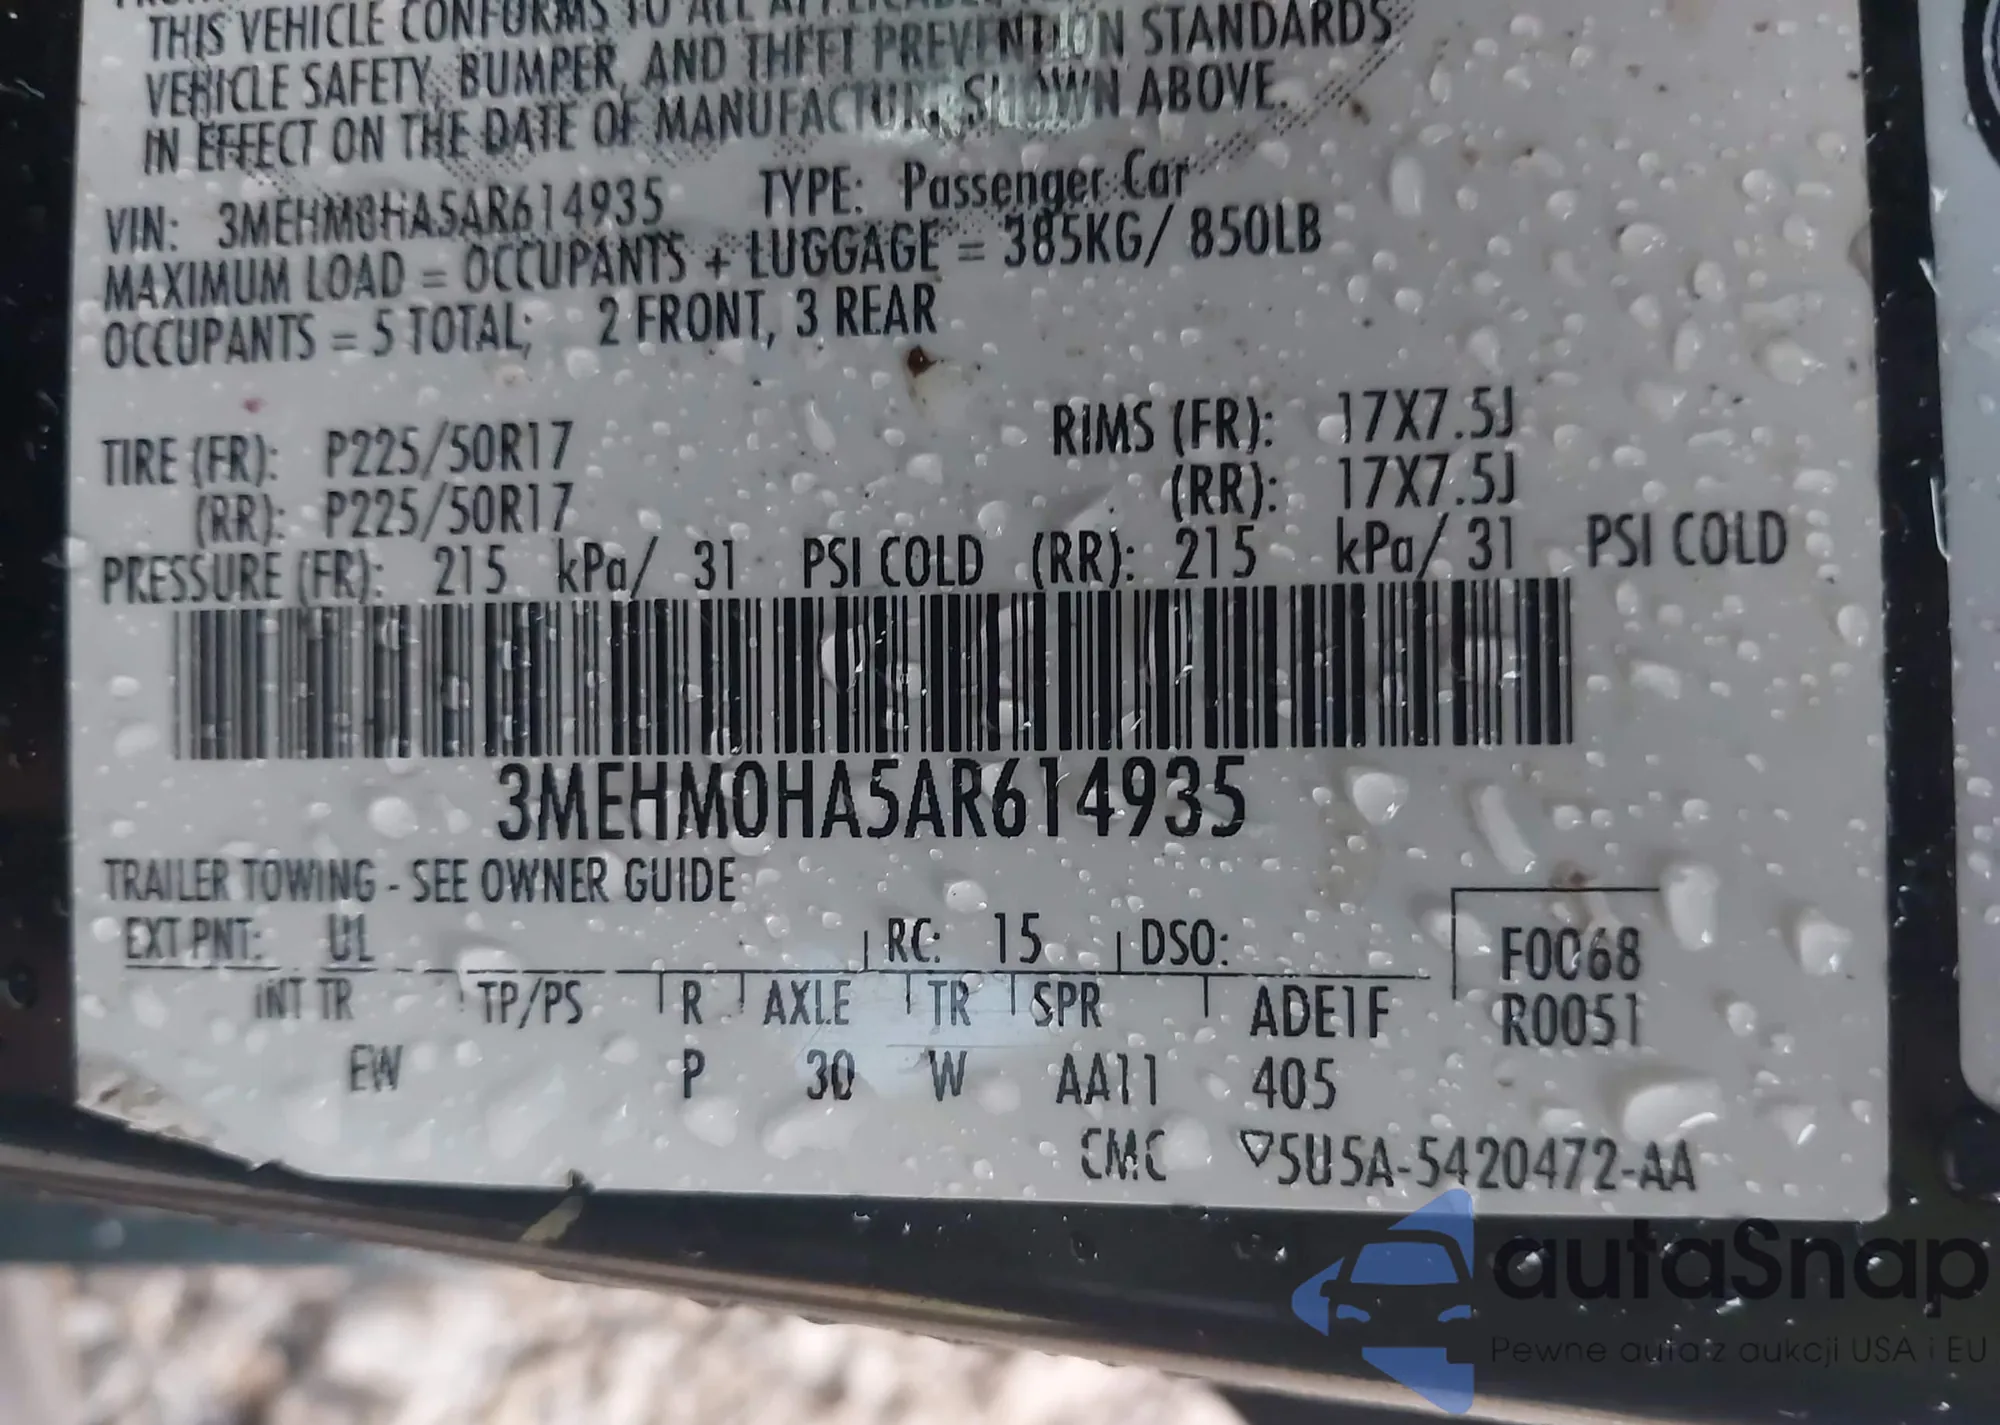 THIS VEHICLE CONFORMS TO ALL APPLICABLE
VEHICLE SAFETY, BUMPER, AND THEFT PREVENTION STANDARDS
IN EFFECT ON THE DATE OF MANUFACTURE SHOWN ABOVE.
VIN: 3MEHM0HA5AR614935 TYPE: Passenger Car
MAXIMUM LOAD = OCCUPANTS + LUGGAGE = 385KG/ 850LB
OCCUPANTS = 5 TOTAL; 2 FRONT, 3 REAR
TIRE (FR): P225/50R17 RIMS (FR): 17X7.5J
(RR): P225/50R17 (RR): 17X7.5J
PRESSURE (FR): 215 kPa/ 31 PSI COLD (RR): 215 kPa/ 31 PSI COLD
3MEHM0HA5AR614935
TRAILER TOWING - SEE OWNER GUIDE
EXT PNT: UL RC: 15 DSO: F0068
INT TR TP/PS R AXLE TR SPR ADE1F R0051
EW P 30 W AA11 405
CMC ▽5U5A-5420472-AA
autaSnap
Pewne auta z aukcji USA i EU